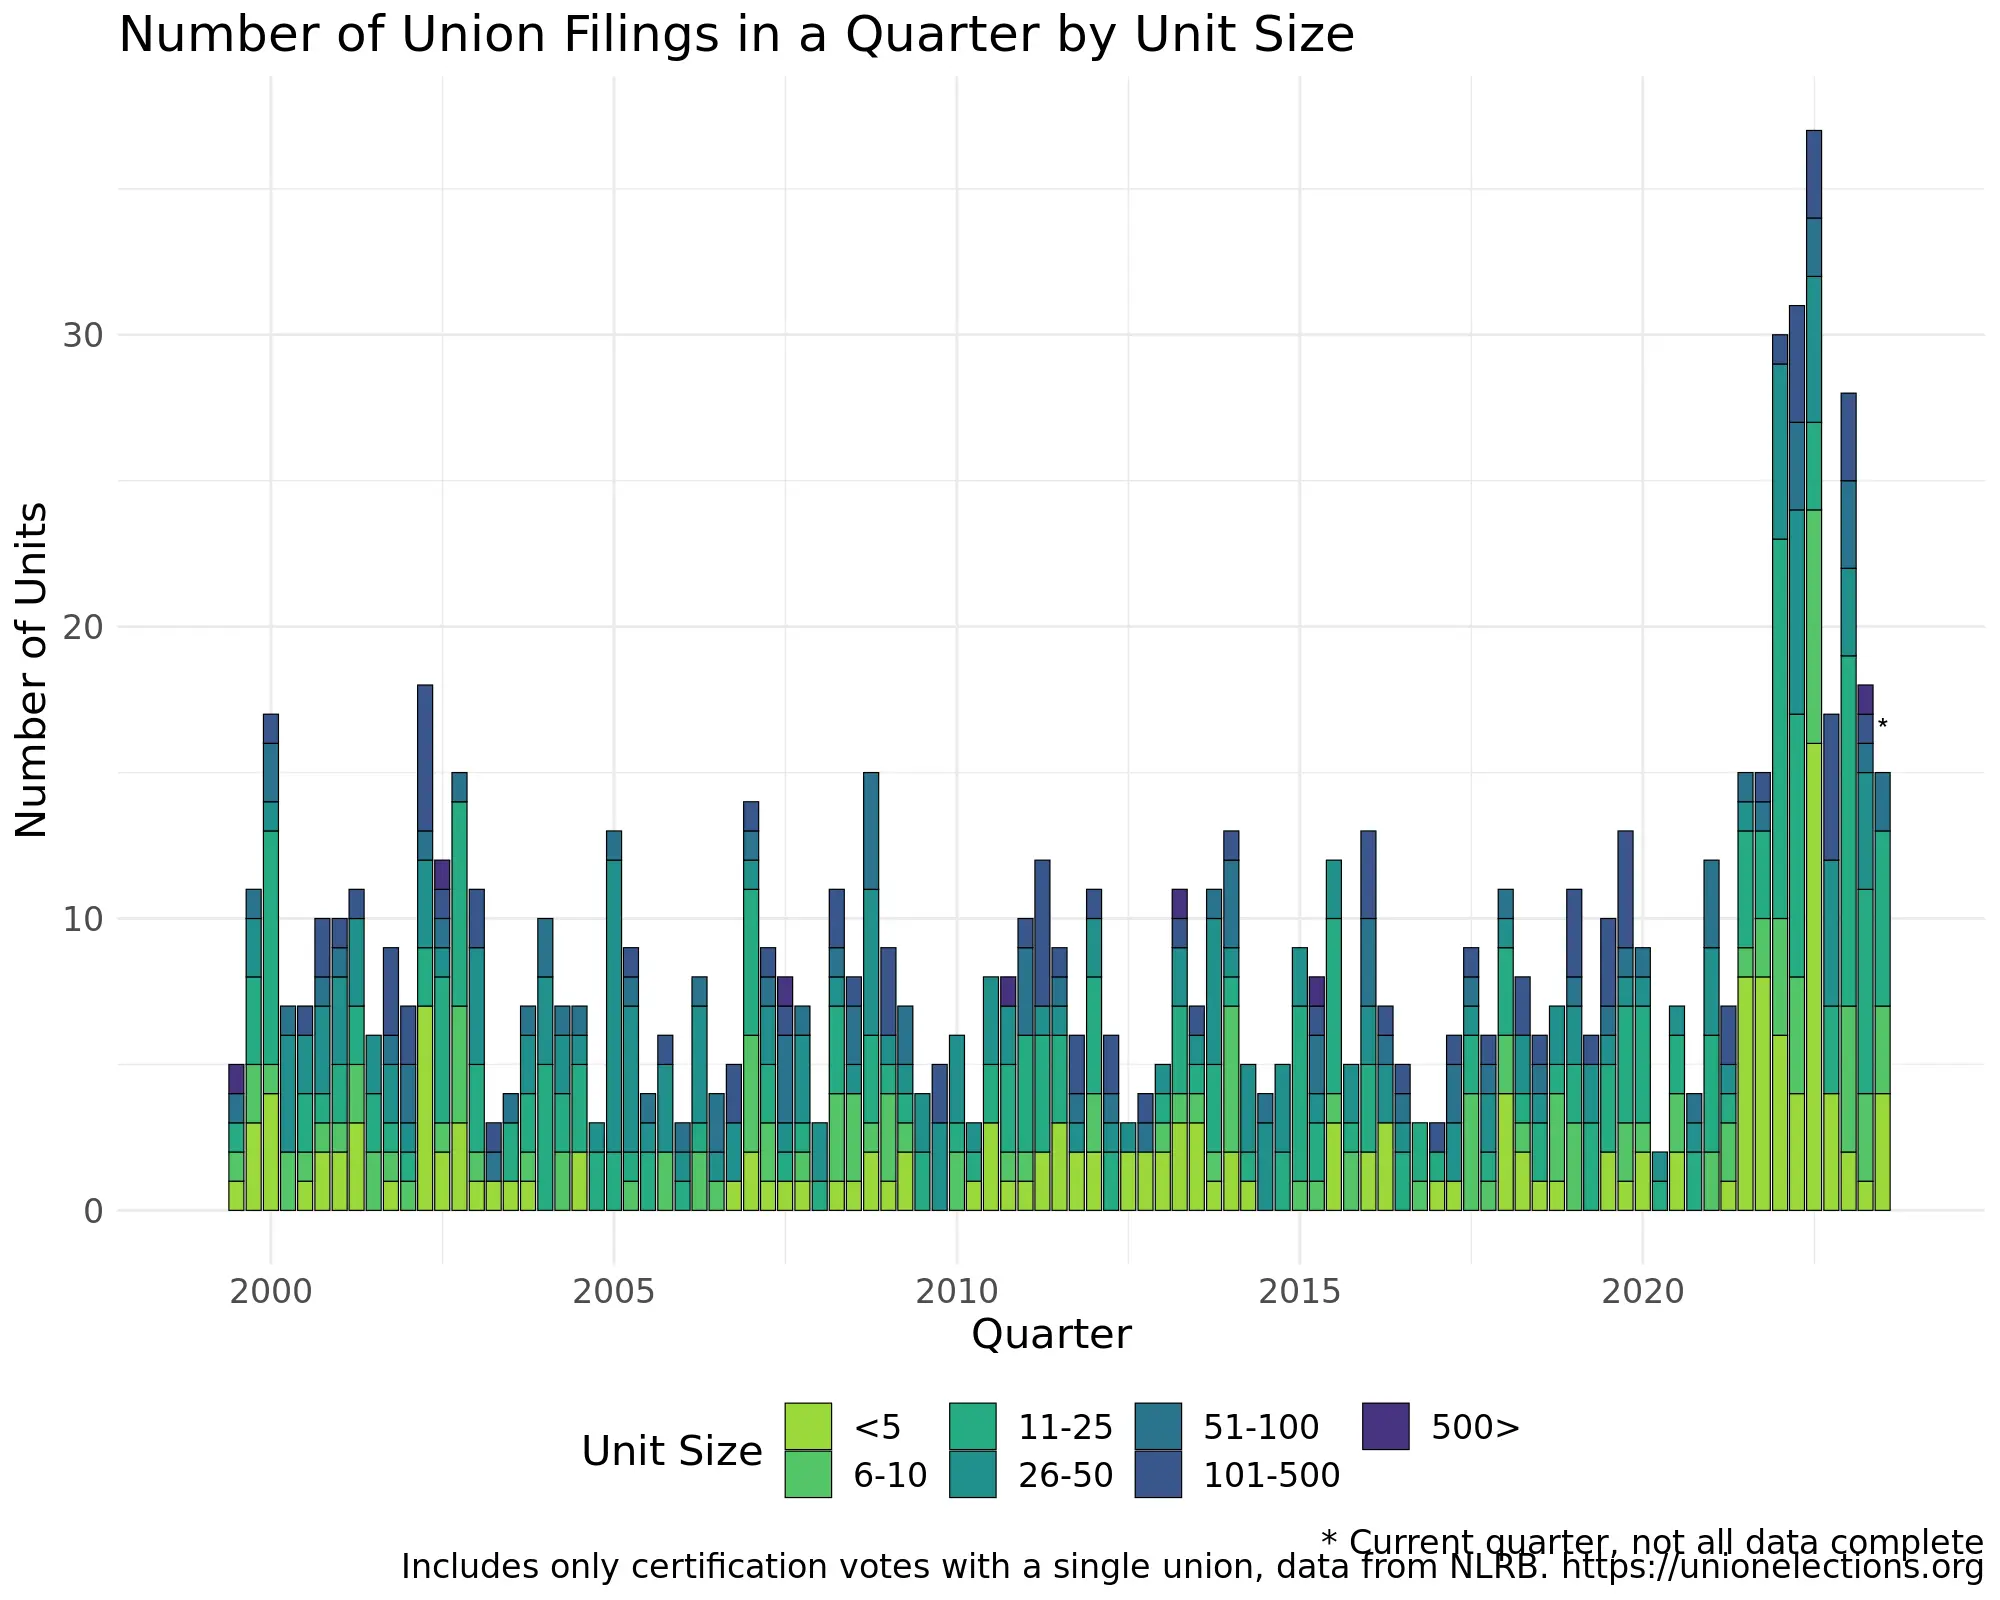 Number of Union Filings in a Quarter by Unit Size
Number of Units
30
20
10
0
*
2000 2005 2010 2015 2020
Quarter
Unit Size
<5 11-25 51-100 500>
6-10 26-50 101-500
* Current quarter, not all data complete
Includes only certification votes with a single union, data from NLRB. https://unionelections.org